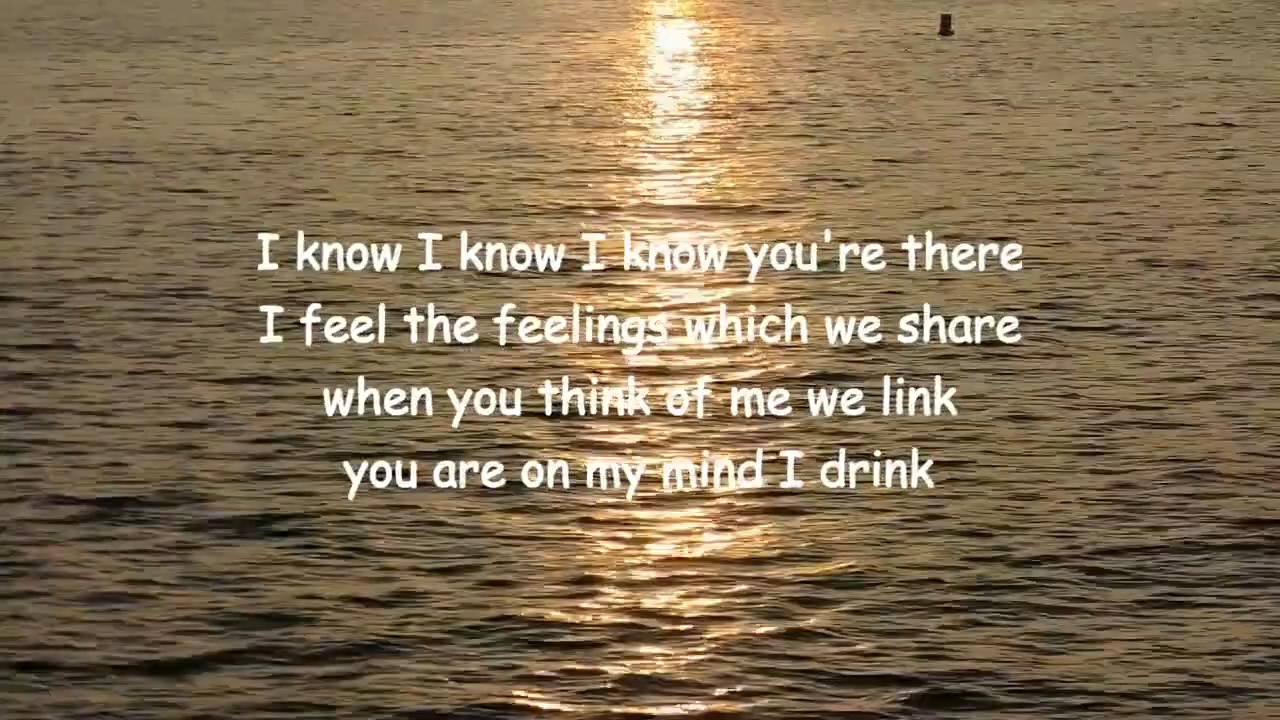 I know I know I know you're there
I feel the feelings which we share
when you think of me we link
you are on my mind I drink